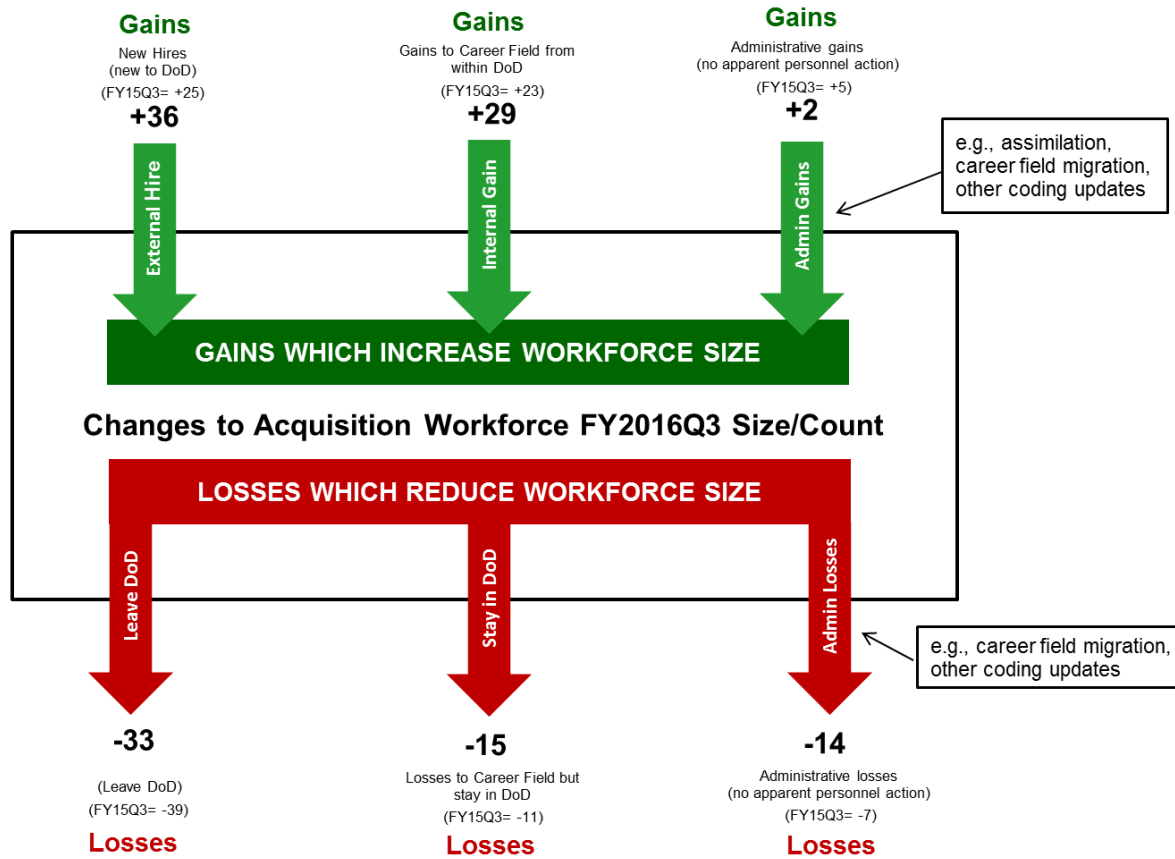 Gains
New Hires
(new to DoD)
(FY15Q3= +25)
+36
Gains
Gains to Career Field from
within DoD
(FY15Q3= +23)
+29
Gains
Administrative gains
(no apparent personnel action)
(FY15Q3= +5)
+2
e.g., assimilation,
career field migration,
other coding updates
External Hire
Internal Gain
Admin Gains
GAINS WHICH INCREASE WORKFORCE SIZE
Changes to Acquisition Workforce FY2016Q3 Size/Count
LOSSES WHICH REDUCE WORKFORCE SIZE
Leave DoD
Stay in DoD
Admin Losses
e.g., career field migration,
other coding updates
-33
(Leave DoD)
(FY15Q3= -39)
Losses
-15
Losses to Career Field but
stay in DoD
(FY15Q3= -11)
Losses
-14
Administrative losses
(no apparent personnel action)
(FY15Q3= -7)
Losses